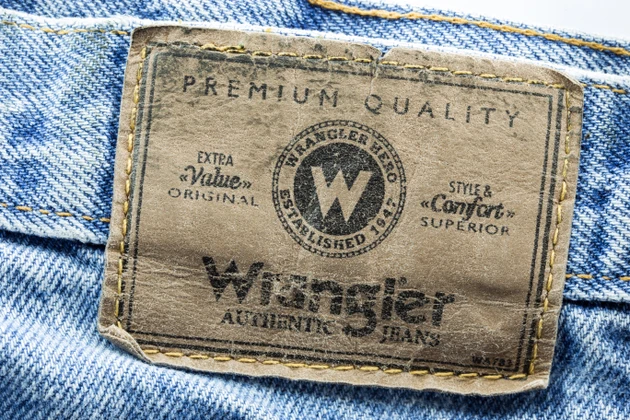 PREMIUM QUALITY
EXTRA
«Value»
ORIGINAL
WRANGLER HERO
W
ESTABLISHED 1947
STYLE &
«Comfort»
SUPERIOR
Wrangler
AUTHENTIC JEANS